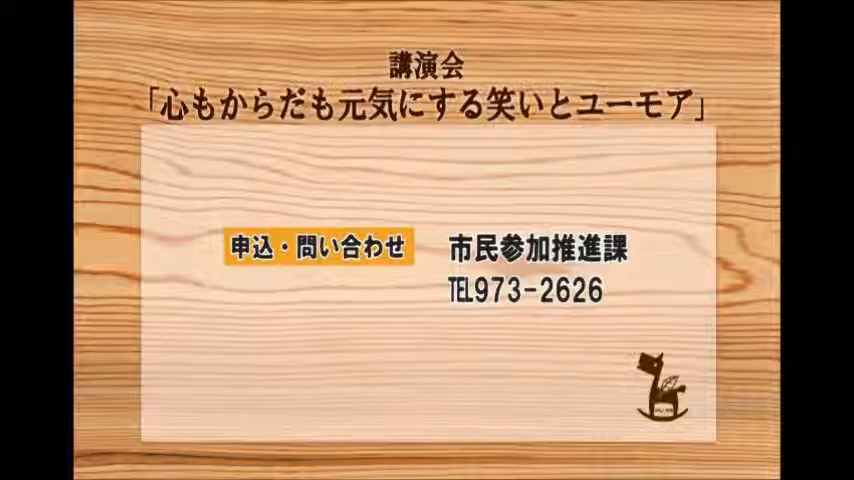 講演会
「心もからだも元気にする笑いとユーモア」
申込・問い合わせ
市民参加推進課
℡973-2626